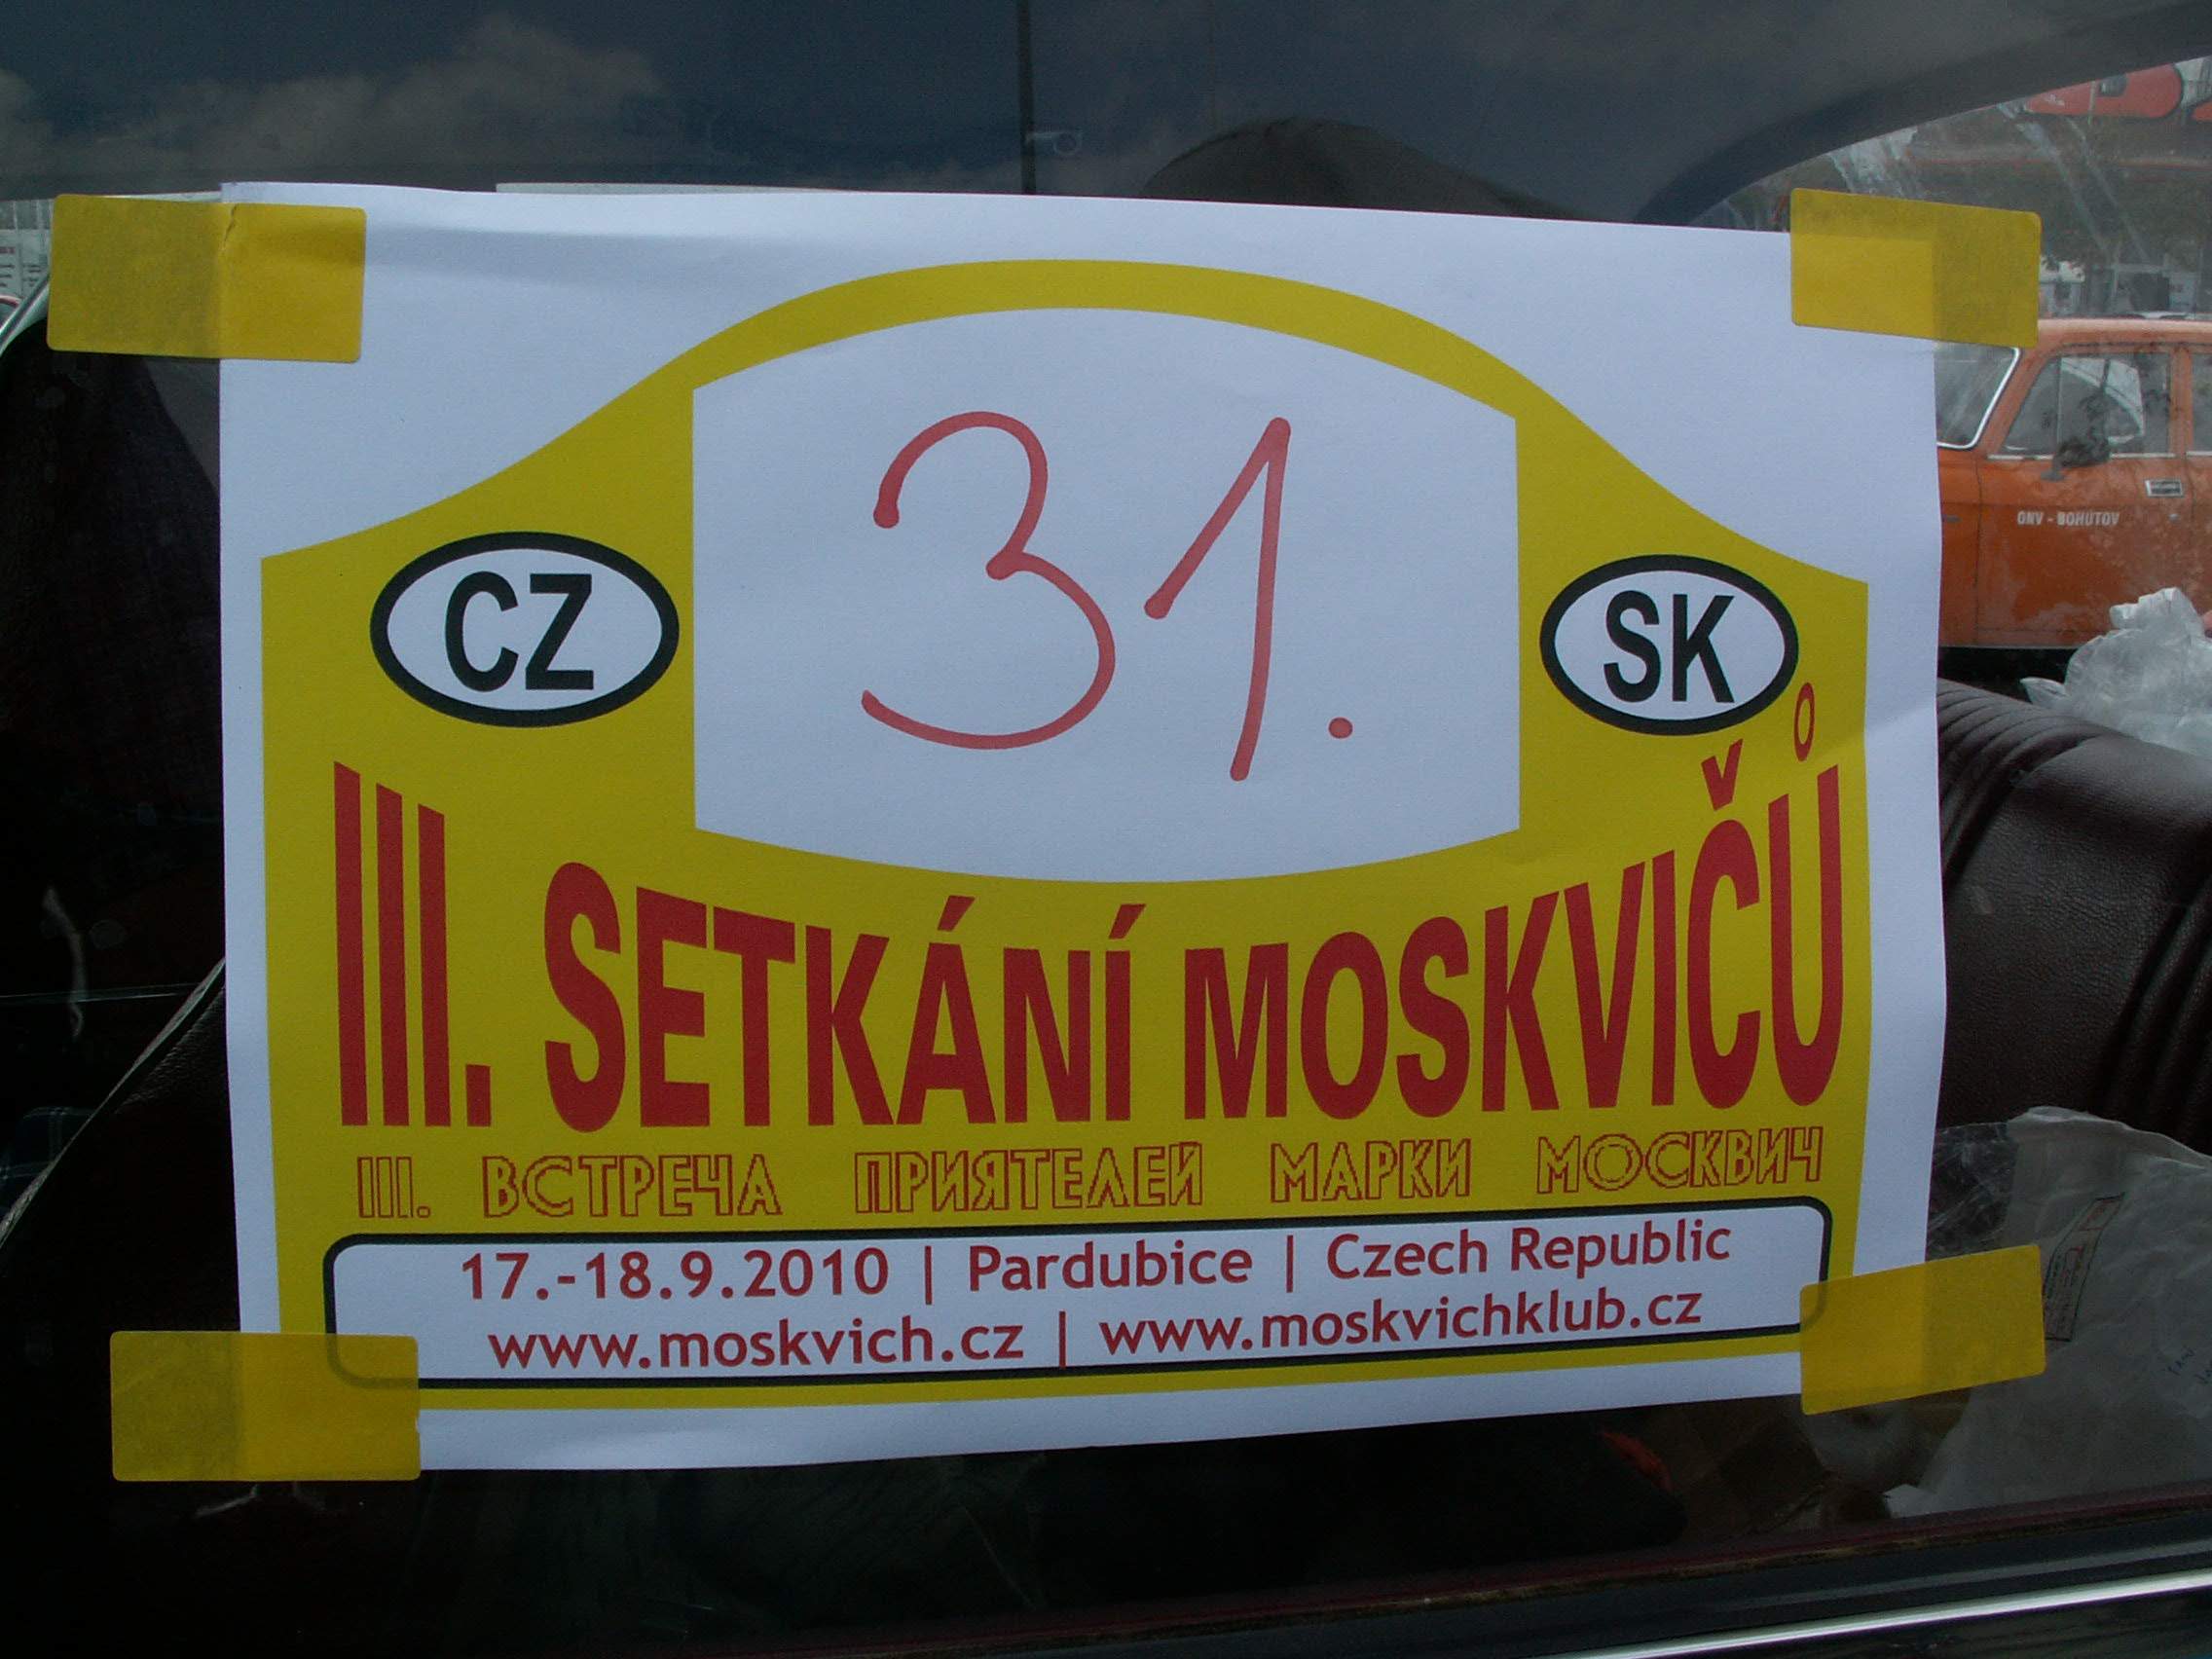 31.
CZ
SK
III. SETKÁNÍ MOSKVIČŮ
III. ВСТРЕЧА ПРИЯТЕЛЕЙ МАРКИ МОСКВИЧ
17.-18.9.2010 | Pardubice | Czech Republic
www.moskvich.cz | www.moskvichklub.cz
GNV - BOHUTOV